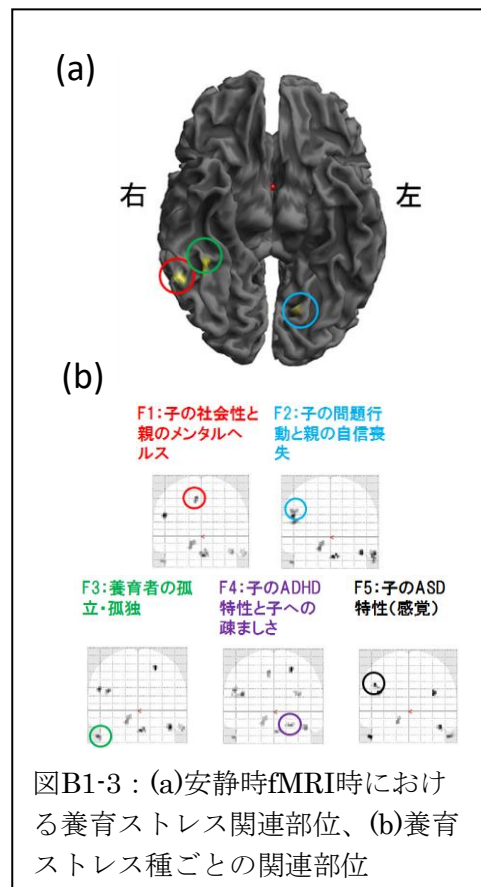 (a)
右
左
(b)
F1:子の社会性と
親のメンタルヘ
ルス
F2:子の問題行
動と親の自信喪
失
F3:養育者の孤
立・孤独
F4:子のADHD
特性と子への
疎ましさ
F5:子のASD
特性(感覚)
図B1-3：(a)安静時fMRI時におけ
る養育ストレス関連部位、(b)養育
ストレス種ごとの関連部位